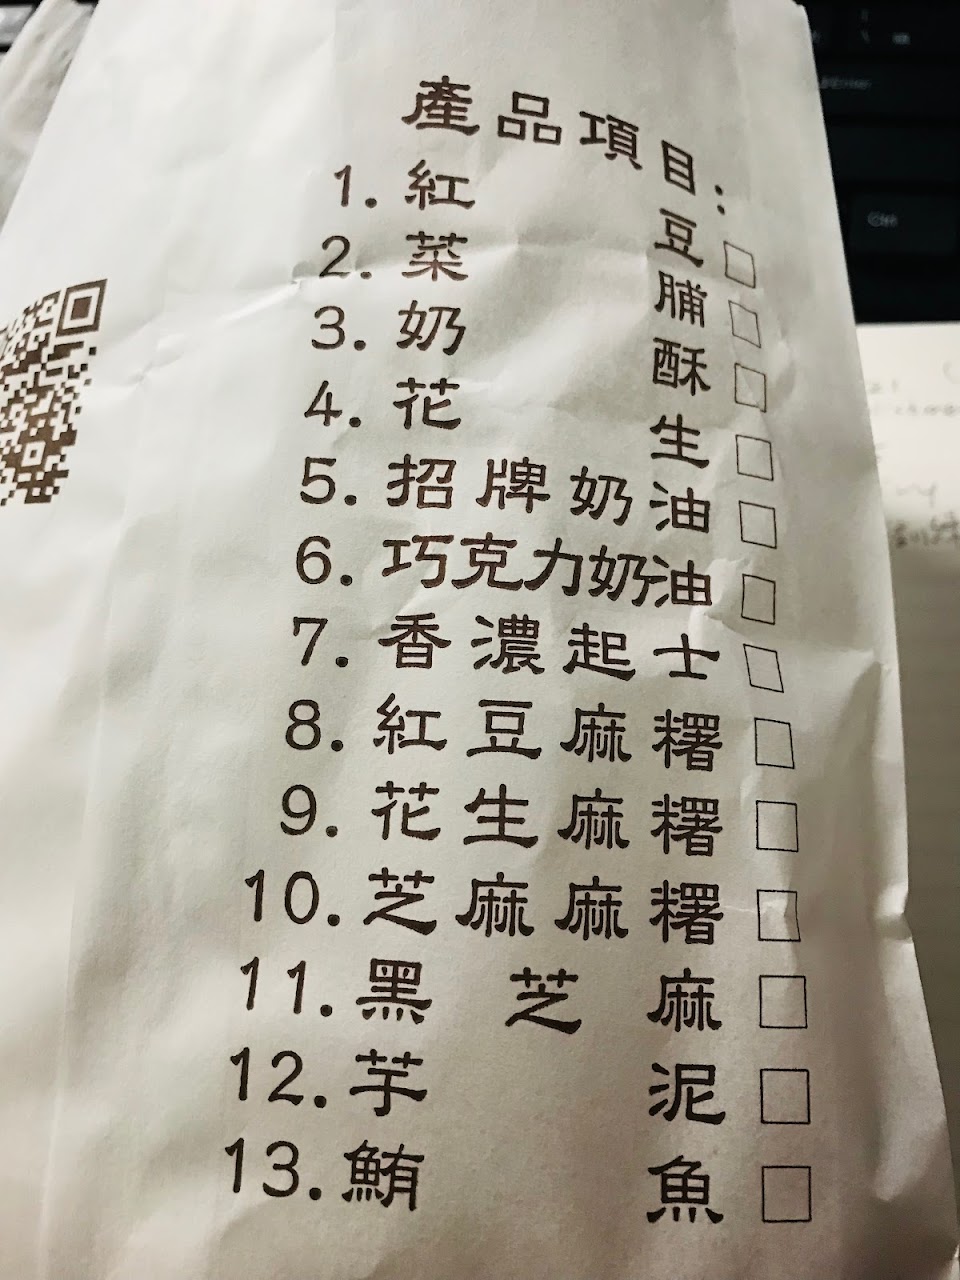 產品項目:
1. 紅豆 □
2. 菜脯 □
3. 奶酥 □
4. 花生 □
5. 招牌奶油 □
6. 巧克力奶油 □
7. 香濃起士 □
8. 紅豆麻糬 □
9. 花生麻糬 □
10. 芝麻麻糬 □
11. 黑芝麻 □
12. 芋泥 □
13. 鮪魚 □
Ctrl